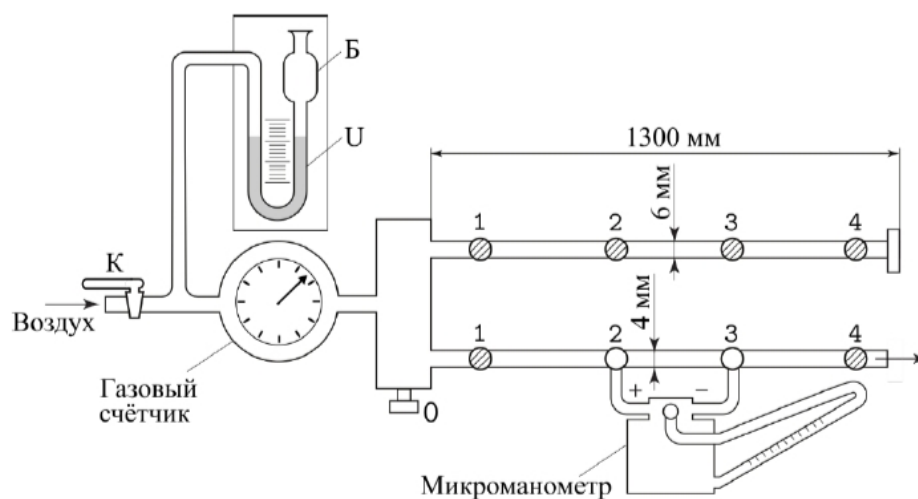 Б
U
1300 мм
1
2
3
4
6 мм
К
Воздух
4 мм
1
2
3
4
Газовый
счётчик
0
+
−
Микроманометр